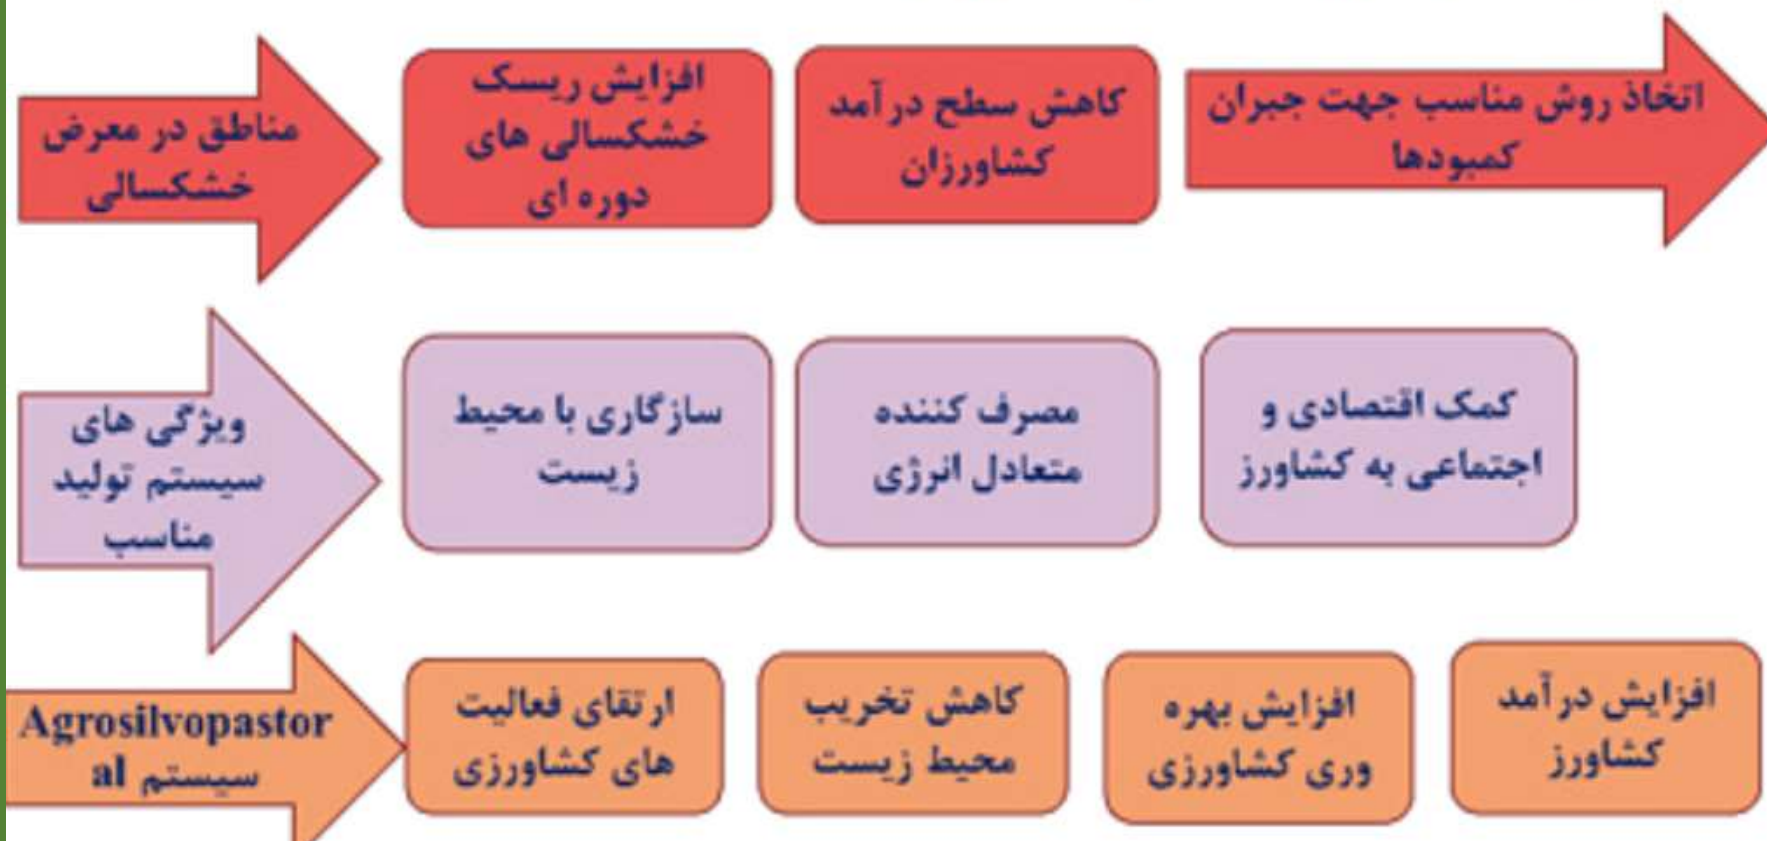 مناطق در معرض
خشکسالی
افزایش ریسک
خشکسالی های
دوره ای
کاهش سطح درآمد
کشاورزان
اتخاذ روش مناسب جهت جبران
کمبودها
ویژگی های
سیستم تولید
مناسب
سازگاری با محیط
زیست
مصرف کننده
متعادل انرژی
کمک اقتصادی و
اجتماعی به کشاورز
Agrosilvopastor
al سیستم
ارتقای فعالیت
های کشاورزی
کاهش تخریب
محیط زیست
افزایش بهره
وری کشاورزی
افزایش درآمد
کشاورز